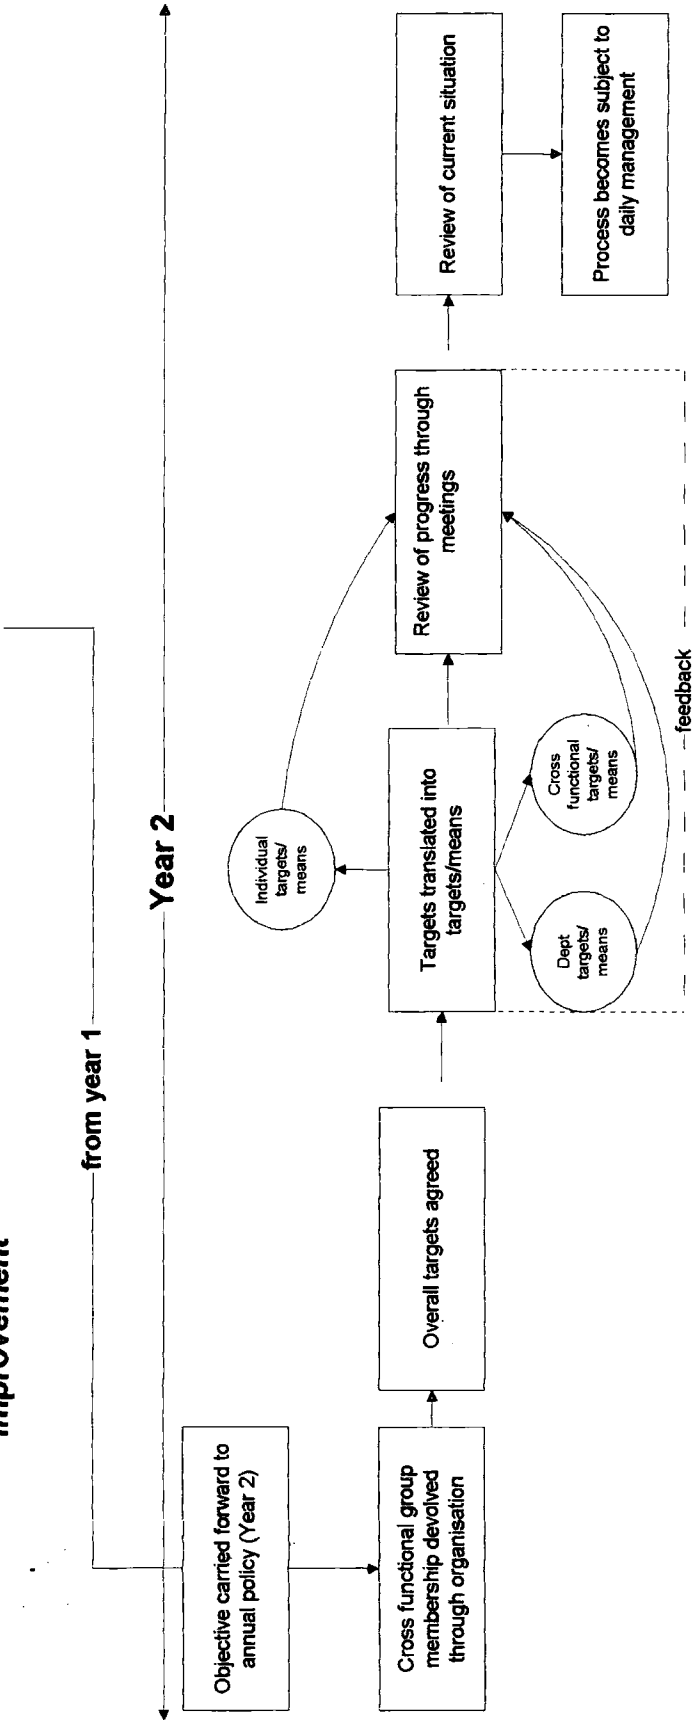 Improvement
from year 1
Year 2
Objective carried forward to
annual policy (Year 2)
Cross functional group
membership devolved
through organisation
Overall targets agreed
Targets translated into
targets/means
Individual
targets/
means
Dept
targets/
means
Cross
functional
targets/
means
Review of progress through
meetings
feedback
Review of current situation
Process becomes subject to
daily management